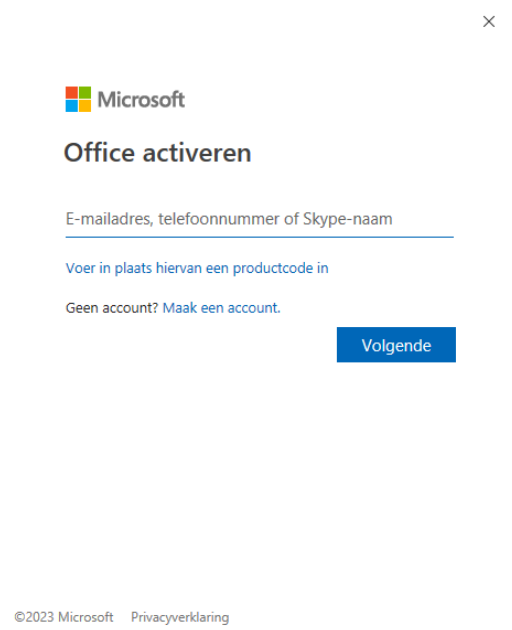 Microsoft
Office activeren
E-mailadres, telefoonnummer of Skype-naam
Voer in plaats hiervan een productcode in
Geen account? Maak een account.
Volgende
©2023 Microsoft Privacyverklaring